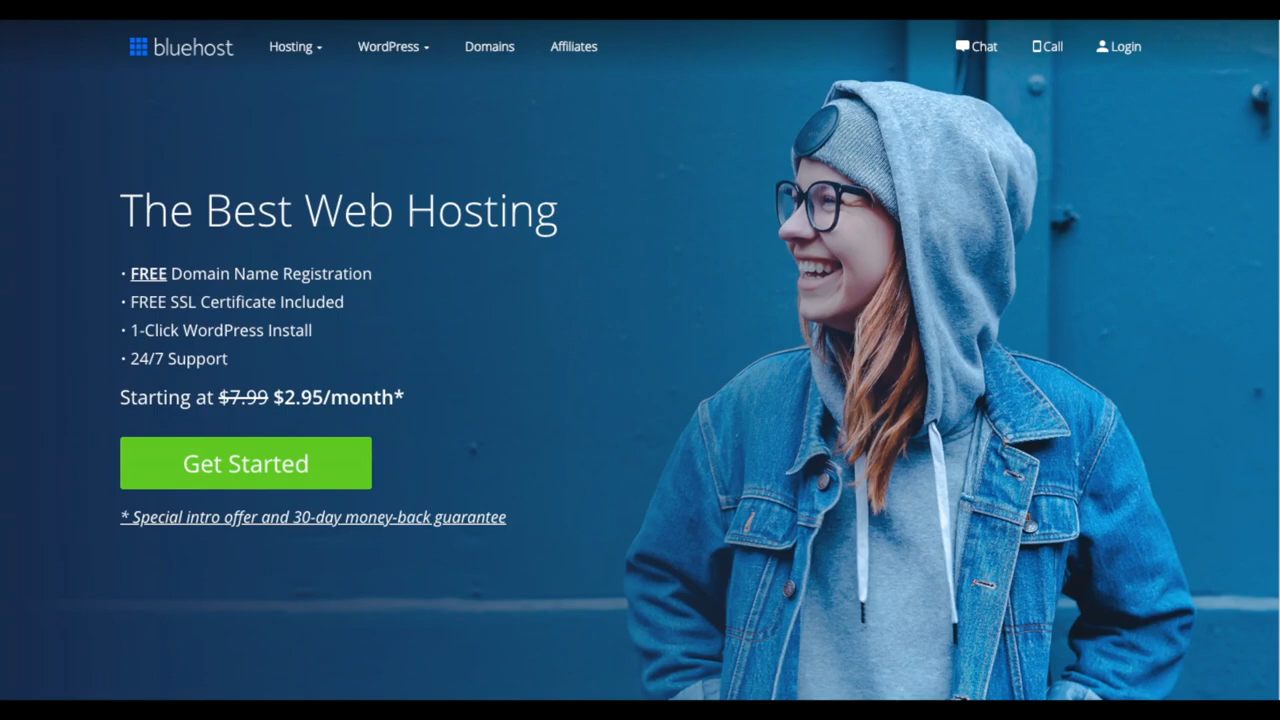 bluehost Hosting WordPress Domains Affiliates Chat Call Login
The Best Web Hosting
· FREE Domain Name Registration
· FREE SSL Certificate Included
· 1-Click WordPress Install
· 24/7 Support
Starting at $7.99 $2.95/month*
Get Started
* Special intro offer and 30-day money-back guarantee